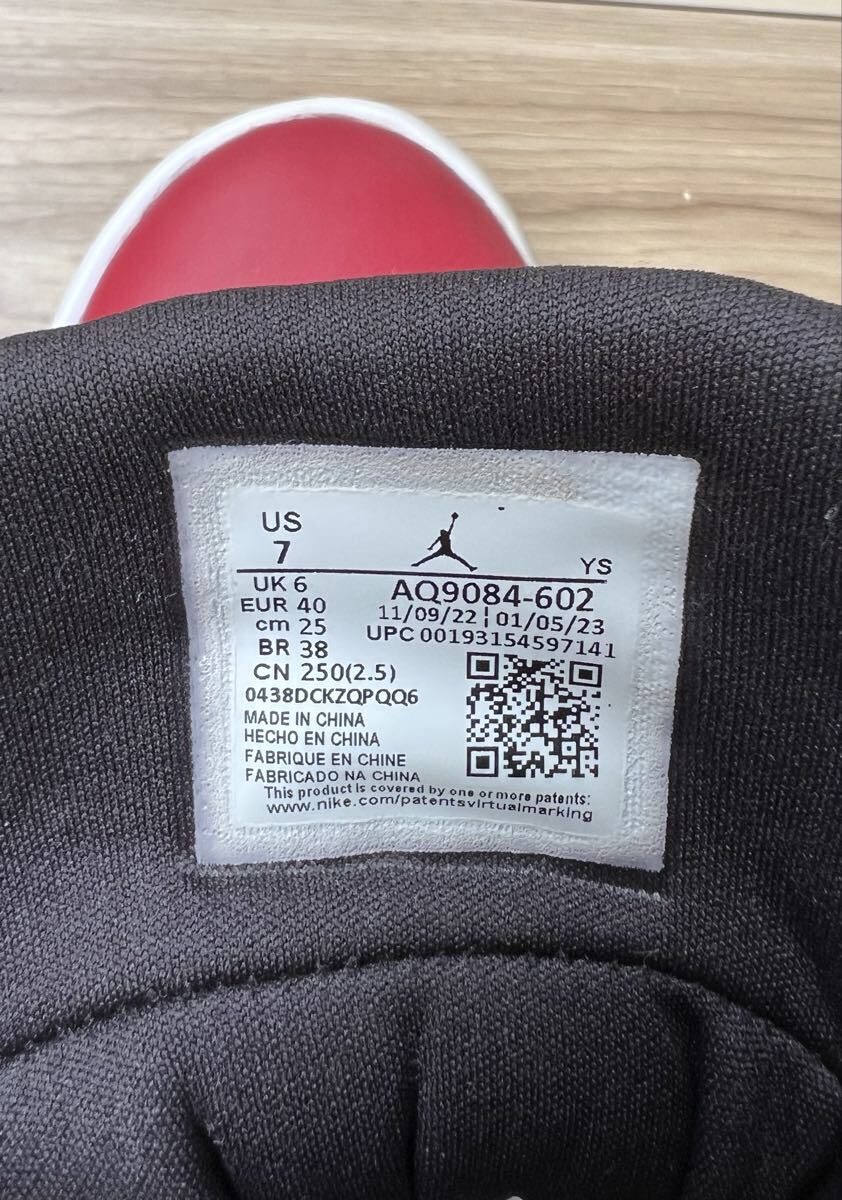 US
7
YS
UK 6
EUR 40
cm 25
BR 38
CN 250(2.5)
AQ9084-602
11/09/22 | 01/05/23
UPC 00193154597141
0438DCKZQPQQ6
MADE IN CHINA
HECHO EN CHINA
FABRIQUE EN CHINE
FABRICADO NA CHINA
This product is covered by one or more patents:
www.nike.com/patentsvirtualmarking